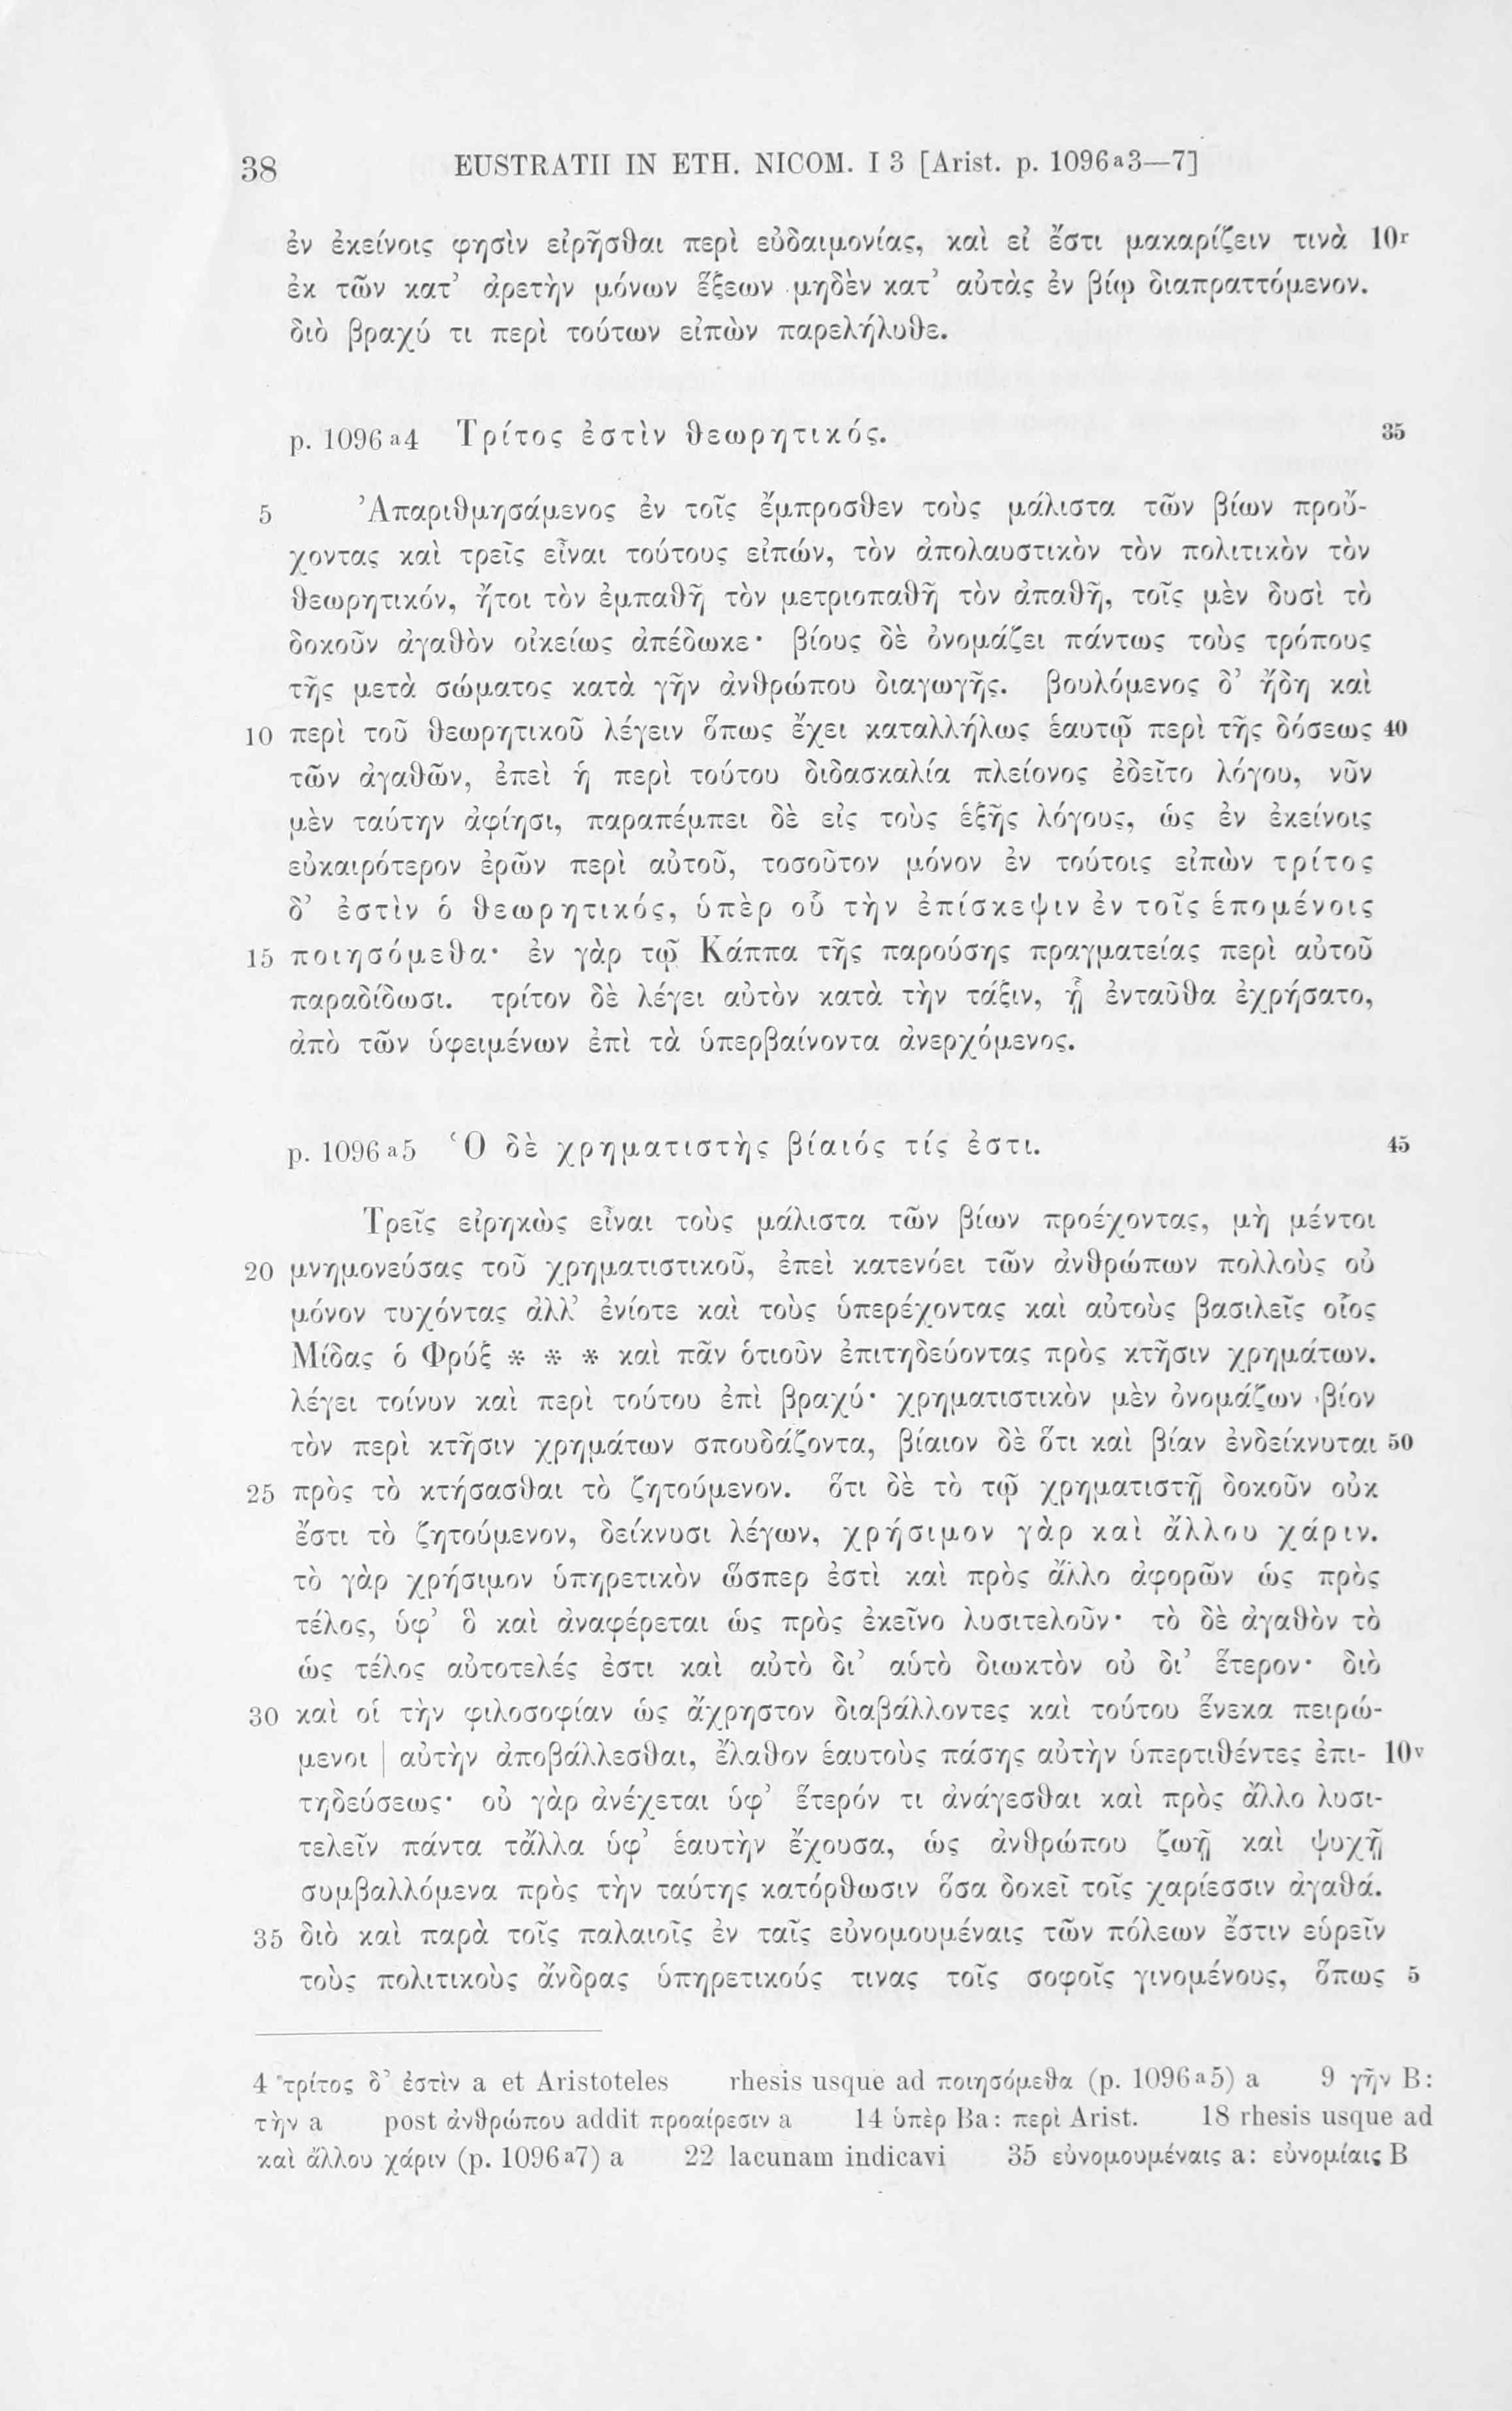 38 EUSTRATII IN ETH. NICOM. I 3 [Arist. p. 1096a3—7]
ἐν ἐκείνοις φησὶν εἰρῆσθαι περὶ εὐδαιμονίας, καὶ εἰ ἔστι μακαρίζειν τινὰ 10r
ἐκ τῶν κατ’ ἀρετὴν μόνων ἕξεων μηδὲν κατ’ αὐτὰς ἐν βίῳ διαπραττόμενον.
διὸ βραχύ τι περὶ τούτων εἰπὼν παρελήλυθε.
p. 1096a4 Τρίτος ἐστὶν θεωρητικός. 35
5 Ἀπαριθμησάμενος ἐν τοῖς ἔμπροσθεν τοὺς μάλιστα τῶν βίων προὔ-
χοντας καὶ τρεῖς εἶναι τούτους εἰπών, τὸν ἀπολαυστικὸν τὸν πολιτικὸν τὸν
θεωρητικόν, ἤτοι τὸν ἐμπαθῆ τὸν μετριοπαθῆ τὸν ἀπαθῆ, τοῖς μὲν δυσὶ τὸ
δοκοῦν ἀγαθὸν οἰκείως ἀπέδωκε· βίους δὲ ὀνομάζει πάντως τοὺς τρόπους
τῆς μετὰ σώματος κατὰ γῆν ἀνθρώπου διαγωγῆς. βουλόμενος δ’ ἤδη καὶ
10 περὶ τοῦ θεωρητικοῦ λέγειν ὅπως ἔχει καταλλήλως ἑαυτῷ περὶ τῆς δόσεως 40
τῶν ἀγαθῶν, ἐπεὶ ἡ περὶ τούτου διδασκαλία πλείονος ἐδεῖτο λόγου, νῦν
μὲν ταύτην ἀφίησι, παραπέμπει δὲ εἰς τοὺς ἑξῆς λόγους, ὡς ἐν ἐκείνοις
εὐκαιρότερον ἐρῶν περὶ αὐτοῦ, τοσοῦτον μόνον ἐν τούτοις εἰπὼν τρίτος
δ’ ἐστὶν ὁ θεωρητικός, ὑπὲρ οὗ τὴν ἐπίσκεψιν ἐν τοῖς ἑπομένοις
15 ποιησόμεθα· ἐν γὰρ τῷ Κάππα τῆς παρούσης πραγματείας περὶ αὐτοῦ
παραδίδωσι. τρίτον δὲ λέγει αὐτὸν κατὰ τὴν τάξιν, ᾗ ἐνταῦθα ἐχρήσατο,
ἀπὸ τῶν ὑφειμένων ἐπὶ τὰ ὑπερβαίνοντα ἀνερχόμενος.
p. 1096a5 Ὁ δὲ χρηματιστὴς βίαιός τίς ἐστι. 45
Τρεῖς εἰρηκὼς εἶναι τοὺς μάλιστα τῶν βίων προέχοντας, μὴ μέντοι
20 μνημονεύσας τοῦ χρηματιστικοῦ, ἐπεὶ κατενόει τῶν ἀνθρώπων πολλοὺς οὐ
μόνον τυχόντας ἀλλ’ ἐνίοτε καὶ τοὺς ὑπερέχοντας καὶ αὐτοὺς βασιλεῖς οἷος
Μίδας ὁ Φρύξ * * * καὶ πᾶν ὁτιοῦν ἐπιτηδεύοντας πρὸς κτῆσιν χρημάτων.
λέγει τοίνυν καὶ περὶ τούτου ἐπὶ βραχύ· χρηματιστικὸν μὲν ὀνομάζων βίον
τὸν περὶ κτῆσιν χρημάτων σπουδάζοντα, βίαιον δὲ ὅτι καὶ βίαν ἐνδείκνυται 50
25 πρὸς τὸ κτήσασθαι τὸ ζητούμενον. ὅτι δὲ τὸ τῷ χρηματιστῇ δοκοῦν οὐκ
ἔστι τὸ ζητούμενον, δείκνυσι λέγων, χρήσιμον γὰρ καὶ ἄλλου χάριν.
τὸ γὰρ χρήσιμον ὑπηρετικὸν ὥσπερ ἐστὶ καὶ πρὸς ἄλλο ἀφορῶν ὡς πρὸς
τέλος, ὑφ’ ὃ καὶ ἀναφέρεται ὡς πρὸς ἐκεῖνο λυσιτελοῦν· τὸ δὲ ἀγαθὸν τὸ
ὡς τέλος αὐτοτελές ἐστι καὶ αὐτὸ δι’ αὑτὸ διωκτὸν οὐ δι’ ἕτερον· διὸ
30 καὶ οἱ τὴν φιλοσοφίαν ὡς ἄχρηστον διαβάλλοντες καὶ τούτου ἕνεκα πειρώ-
μενοι | αὐτὴν ἀποβάλλεσθαι, ἔλαθον ἑαυτοὺς πάσης αὐτὴν ὑπερτιθέντες ἐπι- 10v
τηδεύσεως· οὐ γὰρ ἀνέχεται ὑφ’ ἕτερόν τι ἀνάγεσθαι καὶ πρὸς ἄλλο λυσι-
τελεῖν πάντα τἄλλα ὑφ’ ἑαυτὴν ἔχουσα, ὡς ἀνθρώπου ζωῇ καὶ ψυχῇ
συμβαλλόμενα πρὸς τὴν ταύτης κατόρθωσιν ὅσα δοκεῖ τοῖς χαρίεσσιν ἀγαθά.
35 διὸ καὶ παρὰ τοῖς παλαιοῖς ἐν ταῖς εὐνομουμέναις τῶν πόλεων ἔστιν εὑρεῖν
τοὺς πολιτικοὺς ἄνδρας ὑπηρετικούς τινας τοῖς σοφοῖς γινομένους, ὅπως 5
4 τρίτος δ’ ἐστὶν a et Aristoteles rhesis usque ad ποιησόμεθα (p. 1096a5) a 9 γῆν B:
τὴν a post ἀνθρώπου addit προαίρεσιν a 14 ὑπὲρ Ba: περὶ Arist. 18 rhesis usque ad
καὶ ἄλλου χάριν (p. 1096a7) a 22 lacunam indicavi 35 εὐνομουμέναις a: εὐνομίαις B